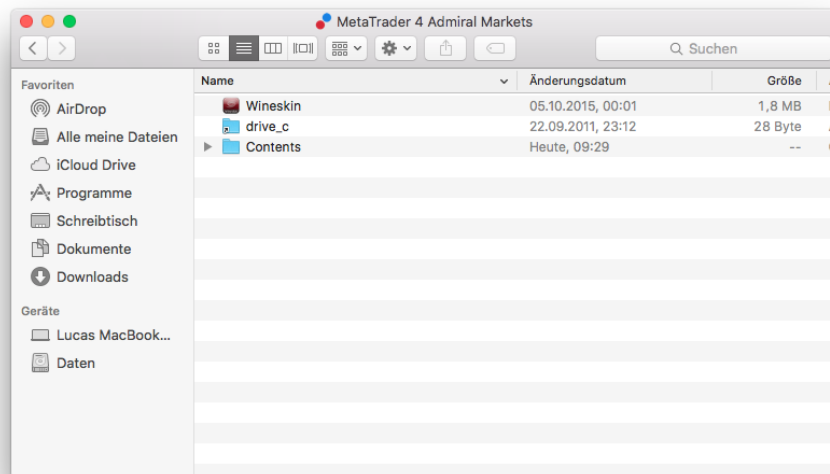 MetaTrader 4 Admiral Markets
Suchen
Favoriten
AirDrop
Alle meine Dateien
iCloud Drive
Programme
Schreibtisch
Dokumente
Downloads
Geräte
Lucas MacBook...
Daten
Name Änderungsdatum Größe
Wineskin 05.10.2015, 00:01 1,8 MB
drive_c 22.09.2011, 23:12 28 Byte
Contents Heute, 09:29 --